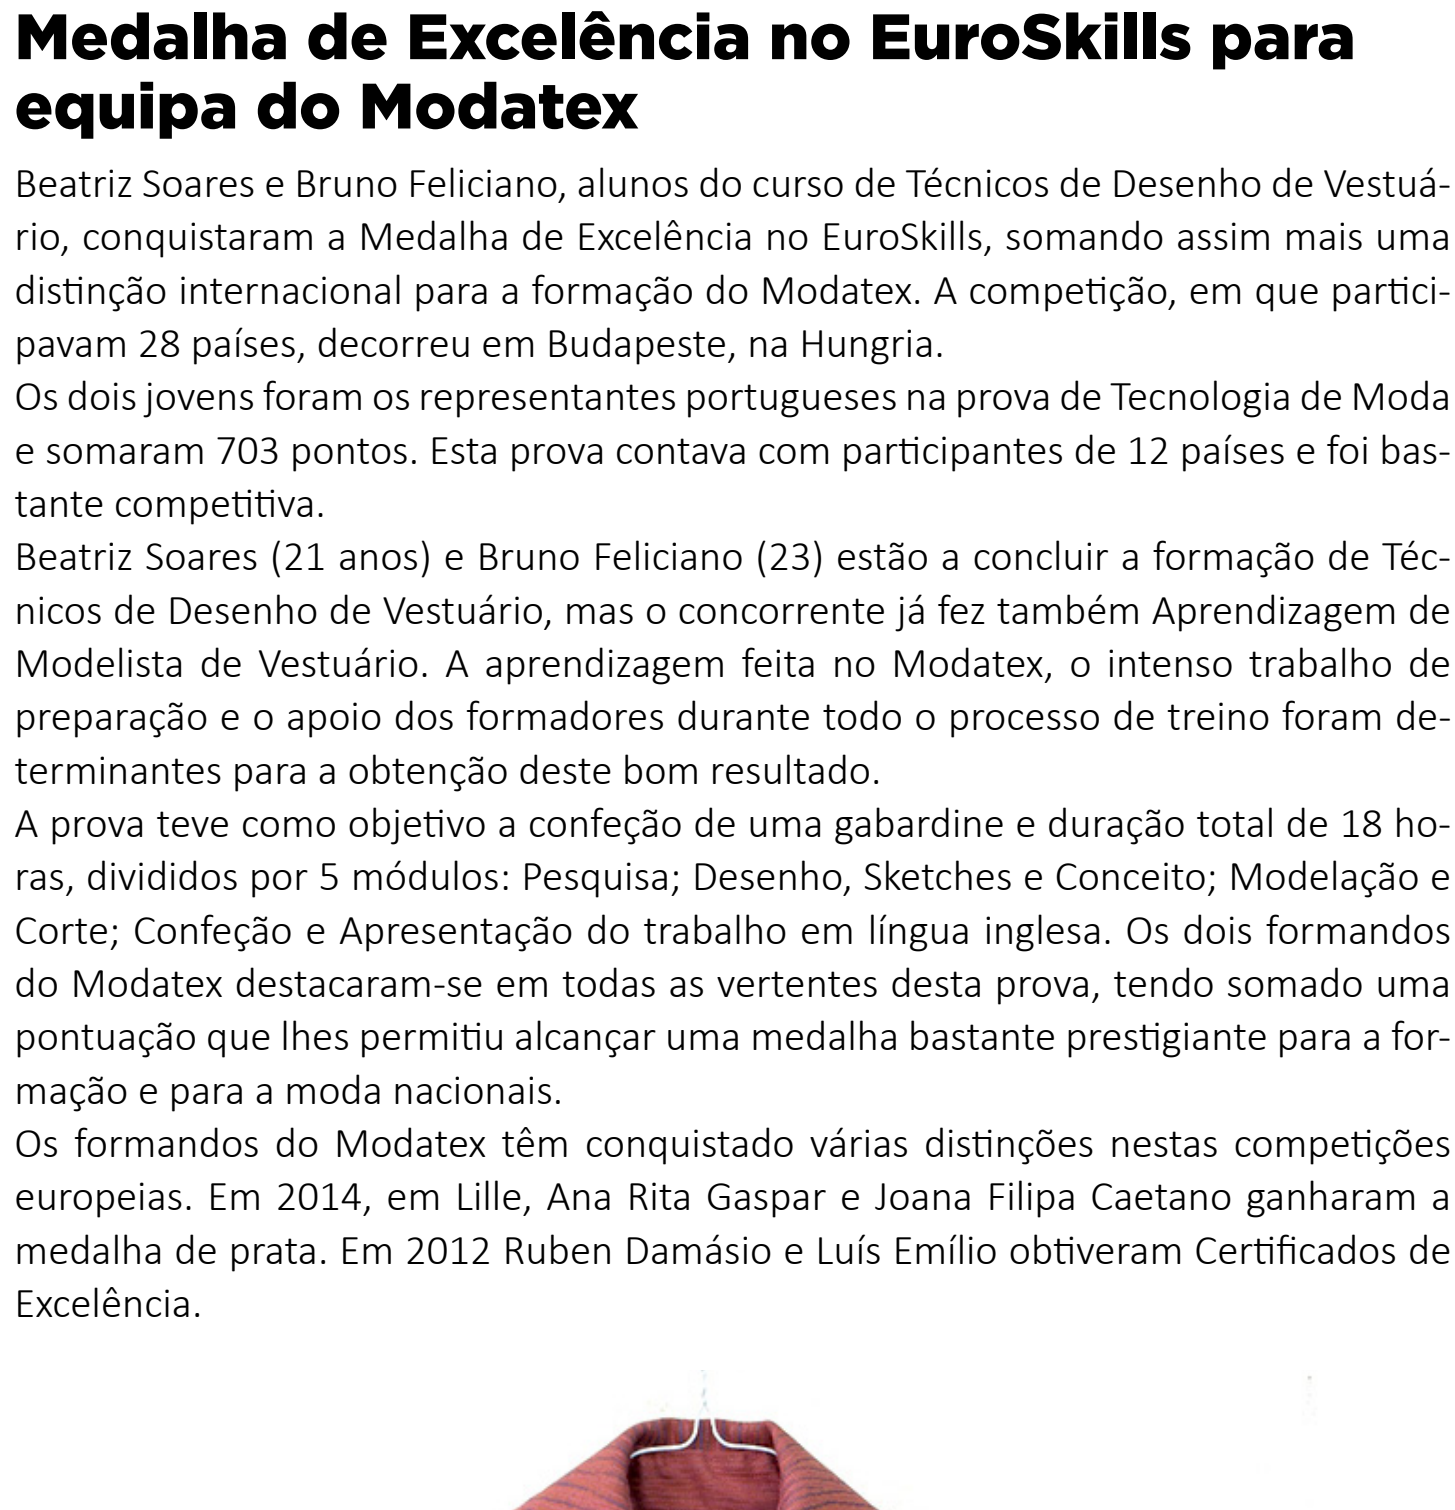 Medalha de Excelência no EuroSkills para
equipa do Modatex
Beatriz Soares e Bruno Feliciano, alunos do curso de Técnicos de Desenho de Vestuá-
rio, conquistaram a Medalha de Excelência no EuroSkills, somando assim mais uma
distinção internacional para a formação do Modatex. A competição, em que partici-
pavam 28 países, decorreu em Budapeste, na Hungria.
Os dois jovens foram os representantes portugueses na prova de Tecnologia de Moda
e somaram 703 pontos. Esta prova contava com participantes de 12 países e foi bas-
tante competitiva.
Beatriz Soares (21 anos) e Bruno Feliciano (23) estão a concluir a formação de Téc-
nicos de Desenho de Vestuário, mas o concorrente já fez também Aprendizagem de
Modelista de Vestuário. A aprendizagem feita no Modatex, o intenso trabalho de
preparação e o apoio dos formadores durante todo o processo de treino foram de-
terminantes para a obtenção deste bom resultado.
A prova teve como objetivo a confeção de uma gabardine e duração total de 18 ho-
ras, divididos por 5 módulos: Pesquisa; Desenho, Sketches e Conceito; Modelação e
Corte; Confeção e Apresentação do trabalho em língua inglesa. Os dois formandos
do Modatex destacaram-se em todas as vertentes desta prova, tendo somado uma
pontuação que lhes permitiu alcançar uma medalha bastante prestigiante para a for-
mação e para a moda nacionais.
Os formandos do Modatex têm conquistado várias distinções nestas competições
europeias. Em 2014, em Lille, Ana Rita Gaspar e Joana Filipa Caetano ganharam a
medalha de prata. Em 2012 Ruben Damásio e Luís Emílio obtiveram Certificados de
Excelência.